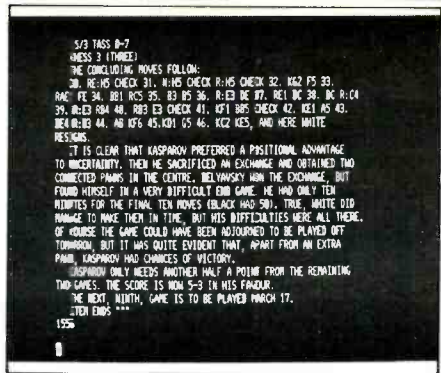 5/3 TASS D-7
CHESS 3 (THREE)
THE CONCLUDING MOVES FOLLOW:
30. RE:H5 CHECK 31. N:H5 CHECK R:H5 CHECK 32. KG2 F5 33.
RAE FE 34. BB1 RC5 35. B3 B5 36. R:E3 DE 37. RE1 BC 38. DC R:C4
39. B:E3 RB4 40. RB3 E3 CHECK 41. KF1 BB5 CHECK 42. KE1 A5 43.
B:E3 44. AB KF6 45.KD1 G5 46. KC2 KE5, AND HERE WHITE
RESIGNS.
IT IS CLEAR THAT KASPAROV PREFERRED A POSITIONAL ADVANTAGE
TO UNCERTAINTY. THEN HE SACRIFICED AN EXCHANGE AND OBTAINED TWO
CONNECTED PAWNS IN THE CENTRE. BELYAVSKY WON THE EXCHANGE, BUT
FOUND HIMSELF IN A VERY DIFFICULT END GAME. HE HAD ONLY TEN
MINUTES FOR THE FINAL TEN MOVES (BLACK HAD 50). TRUE, WHITE DID
MANAGE TO MAKE THEM IN TIME, BUT HIS DIFFICULTIES WERE ALL THERE.
OF COURSE THE GAME COULD HAVE BEEN ADJOURNED TO BE PLAYED OFF
TOMORROW, BUT IT WAS QUITE EVIDENT THAT, APART FROM AN EXTRA
PAWN, KASPAROV HAD CHANCES OF VICTORY.
KASPAROV ONLY NEEDS ANOTHER HALF A POINT FROM THE REMAINING
TWO GAMES. THE SCORE IS NOW 5-3 IN HIS FAVOUR.
THE NEXT, NINTH, GAME IS TO BE PLAYED MARCH 17.
ITEM ENDS ***
1556